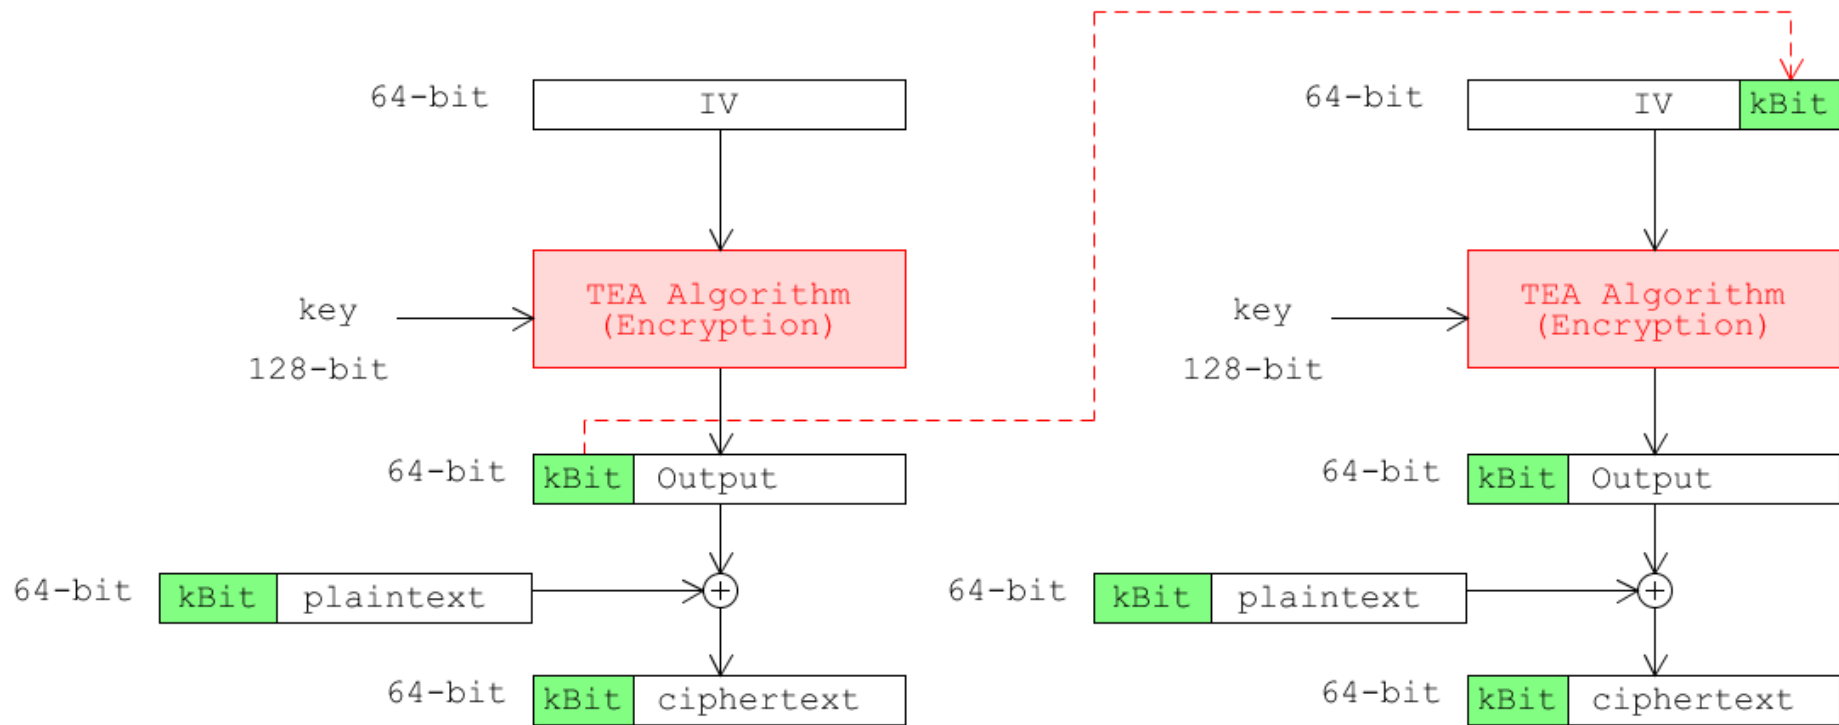 64-bit IV
64-bit IV kBit
TEA Algorithm
(Encryption)
key
128-bit
TEA Algorithm
(Encryption)
key
128-bit
64-bit kBit Output
64-bit kBit Output
64-bit kBit plaintext +
64-bit kBit plaintext +
64-bit kBit ciphertext
64-bit kBit ciphertext